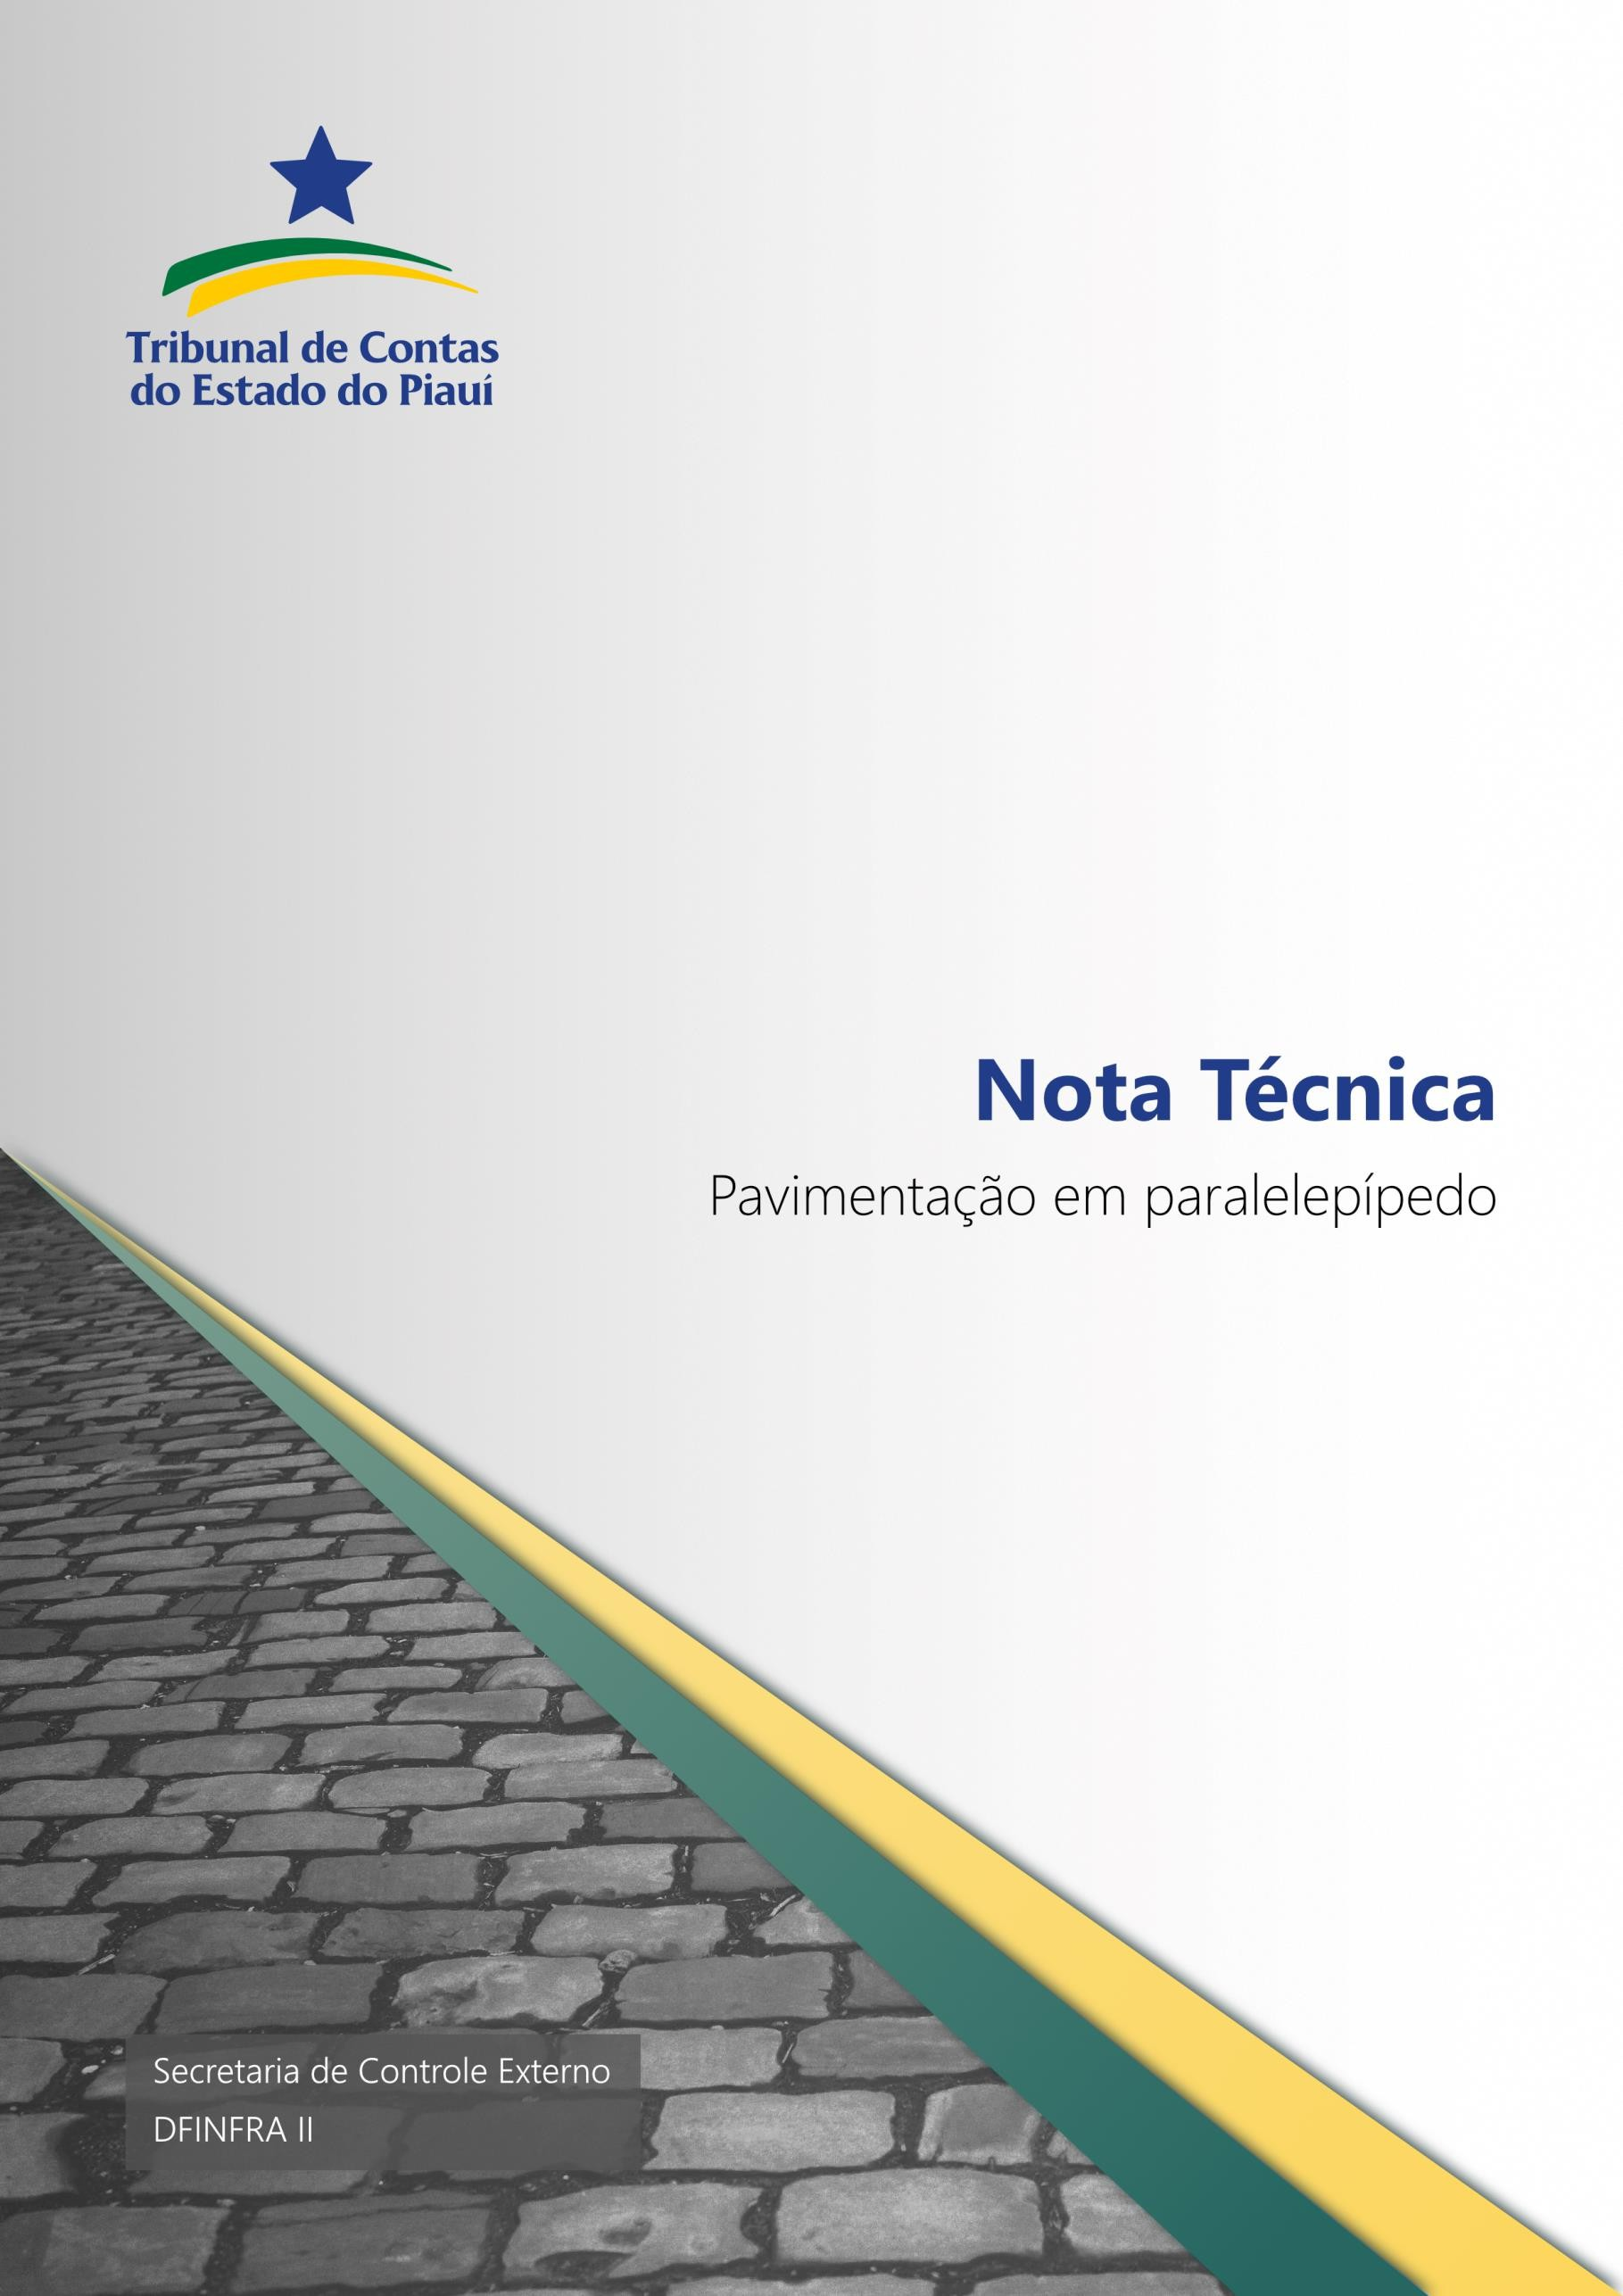 Tribunal de Contas
do Estado do Piauí
Nota Técnica
Pavimentação em paralelepípedo
Secretaria de Controle Externo
DFINFRA II